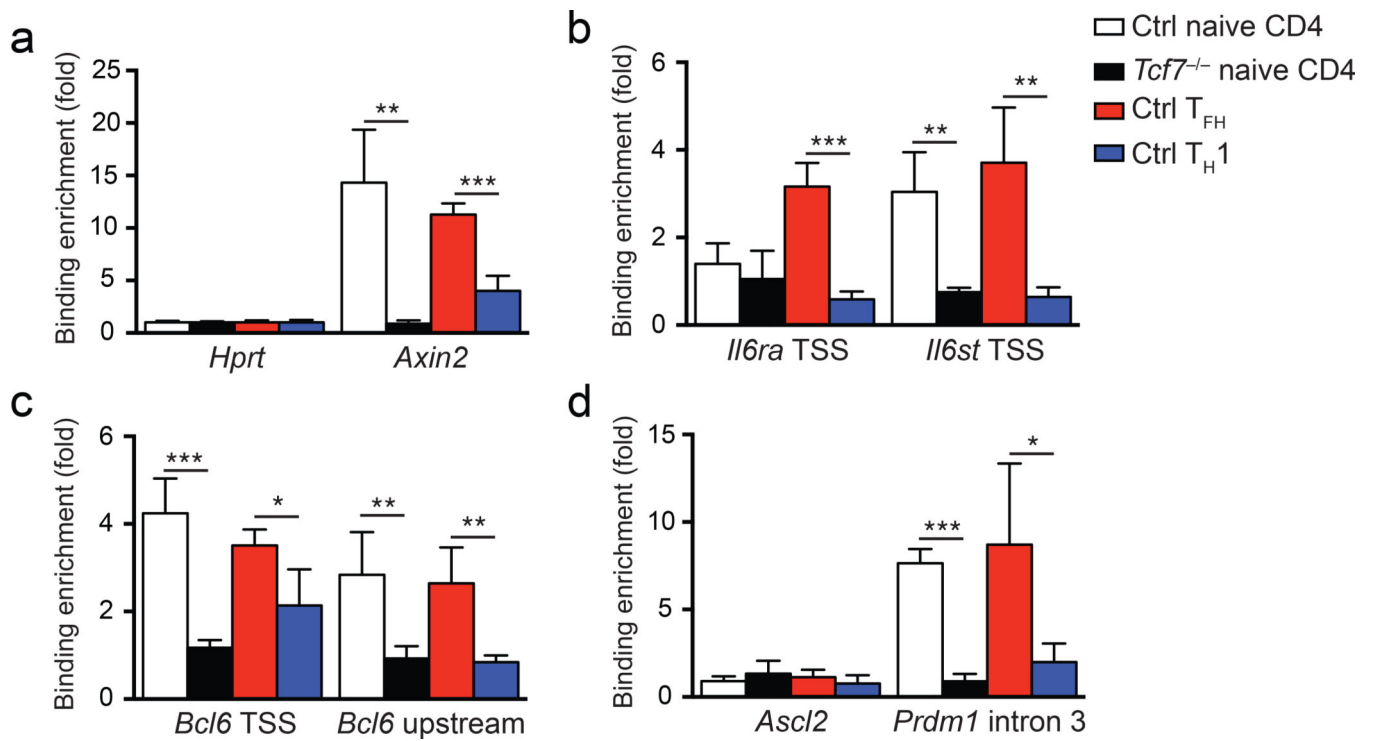 a
Binding enrichment (fold)
25
20
15
10
5
0
**
***
Hprt
Axin2
b
Binding enrichment (fold)
6
4
2
0
***
**
**
Il6ra TSS
Il6st TSS
Ctrl naive CD4
Tcf7–/– naive CD4
Ctrl TFH
Ctrl TH1
c
Binding enrichment (fold)
6
4
2
0
***
*
**
**
Bcl6 TSS
Bcl6 upstream
d
Binding enrichment (fold)
15
10
5
0
***
*
Ascl2
Prdm1 intron 3